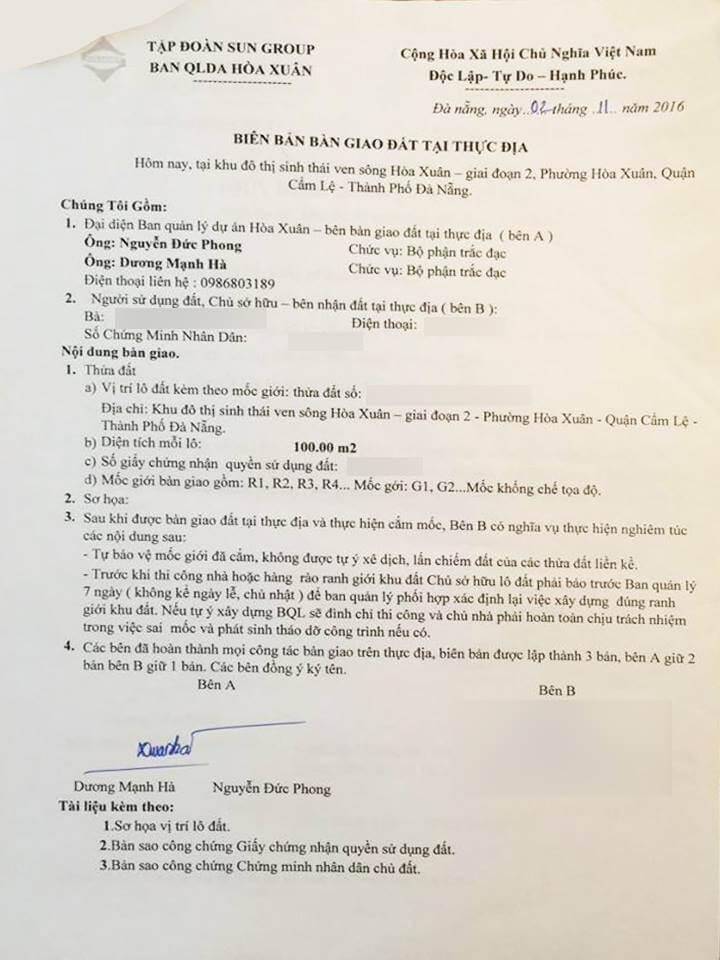 TẬP ĐOÀN SUN GROUP
BAN QLDA HÒA XUÂN
Cộng Hòa Xã Hội Chủ Nghĩa Việt Nam
Độc Lập- Tự Do – Hạnh Phúc.
Đà nẵng, ngày..02 tháng .11.. năm 2016
BIÊN BẢN BÀN GIAO ĐẤT TẠI THỰC ĐỊA
Hôm nay, tại khu đô thị sinh thái ven sông Hòa Xuân – giai đoạn 2, Phường Hòa Xuân, Quận
Cẩm Lệ - Thành Phố Đà Nẵng.
Chúng Tôi Gồm:
1. Đại diện Ban quản lý dự án Hòa Xuân – bên bàn giao đất tại thực địa ( bên A )
Ông: Nguyễn Đức Phong Chức vụ: Bộ phận trắc đạc
Ông: Dương Mạnh Hà Chức vụ: Bộ phận trắc đạc
Điện thoại liên hệ : 0986803189
2. Người sử dụng đất, Chủ sở hữu – bên nhận đất tại thực địa ( bên B ):
Bà: Điện thoại:
Số Chứng Minh Nhân Dân:
Nội dung bàn giao.
1. Thửa đất
a) Vị trí lô đất kèm theo mốc giới: thửa đất số:
Địa chỉ: Khu đô thị sinh thái ven sông Hòa Xuân – giai đoạn 2 - Phường Hòa Xuân - Quận Cẩm Lệ -
Thành Phố Đà Nẵng.
b) Diện tích mỗi lô: 100.00 m2
c) Số giấy chứng nhận quyền sử dụng đất:
d) Mốc giới bàn giao gồm: R1, R2, R3, R4... Mốc gới: G1, G2...Mốc khống chế tọa độ.
2. Sơ họa:
3. Sau khi được bàn giao đất tại thực địa và thực hiện cắm mốc, Bên B có nghĩa vụ thực hiện nghiêm túc
các nội dung sau:
- Tự bảo vệ mốc giới đã cắm, không được tự ý xê dịch, lấn chiếm đất của các thửa đất liền kề.
- Trước khi thi công nhà hoặc hàng rào ranh giới khu đất Chủ sở hữu lô đất phải báo trước Ban quản lý
7 ngày ( không kể ngày lễ, chủ nhật ) để ban quản lý phối hợp xác định lại việc xây dựng đúng ranh
giới khu đất. Nếu tự ý xây dựng BQL sẽ đình chỉ thi công và chủ nhà phải hoàn toàn chịu trách nhiệm
trong việc sai mốc và phát sinh tháo dỡ công trình nếu có.
4. Các bên đã hoàn thành mọi công tác bàn giao trên thực địa, biên bản được lập thành 3 bản, bên A giữ 2
bản bên B giữ 1 bản. Các bên đồng ý ký tên.
Bên A Bên B
Dương Mạnh Hà Nguyễn Đức Phong
Tài liệu kèm theo:
1.Sơ họa vị trí lô đất.
2.Bản sao công chứng Giấy chứng nhận quyền sử dụng đất.
3.Bản sao công chứng Chứng minh nhân dân chủ đất.